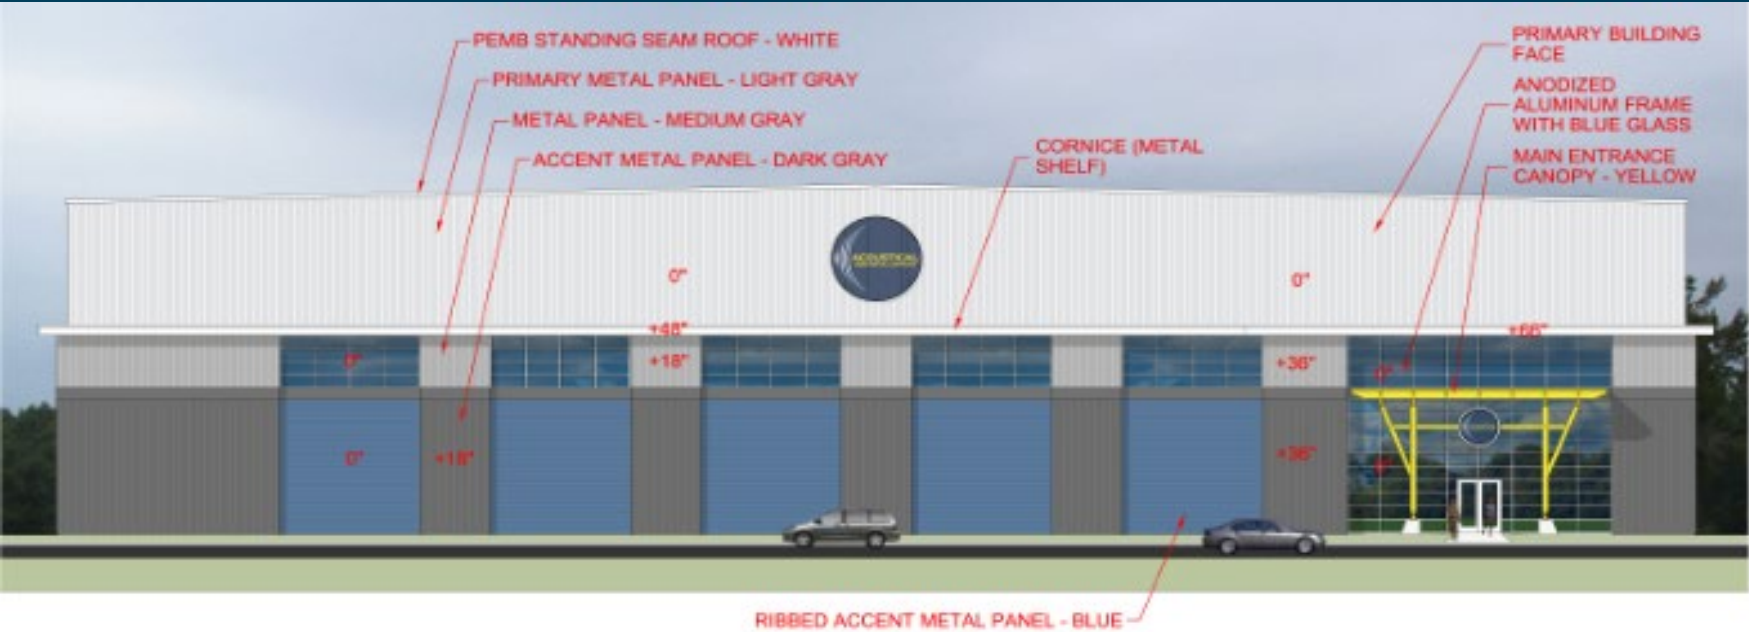 PEMB STANDING SEAM ROOF - WHITE
PRIMARY METAL PANEL - LIGHT GRAY
METAL PANEL - MEDIUM GRAY
ACCENT METAL PANEL - DARK GRAY
CORNICE (METAL
SHELF)
PRIMARY BUILDING
FACE
ANODIZED
ALUMINUM FRAME
WITH BLUE GLASS
MAIN ENTRANCE
CANOPY - YELLOW
ACOUSTICAL
0"
0"
+48"
+66"
0"
+18"
+36"
0"
0"
+18"
+36"
0"
RIBBED ACCENT METAL PANEL - BLUE